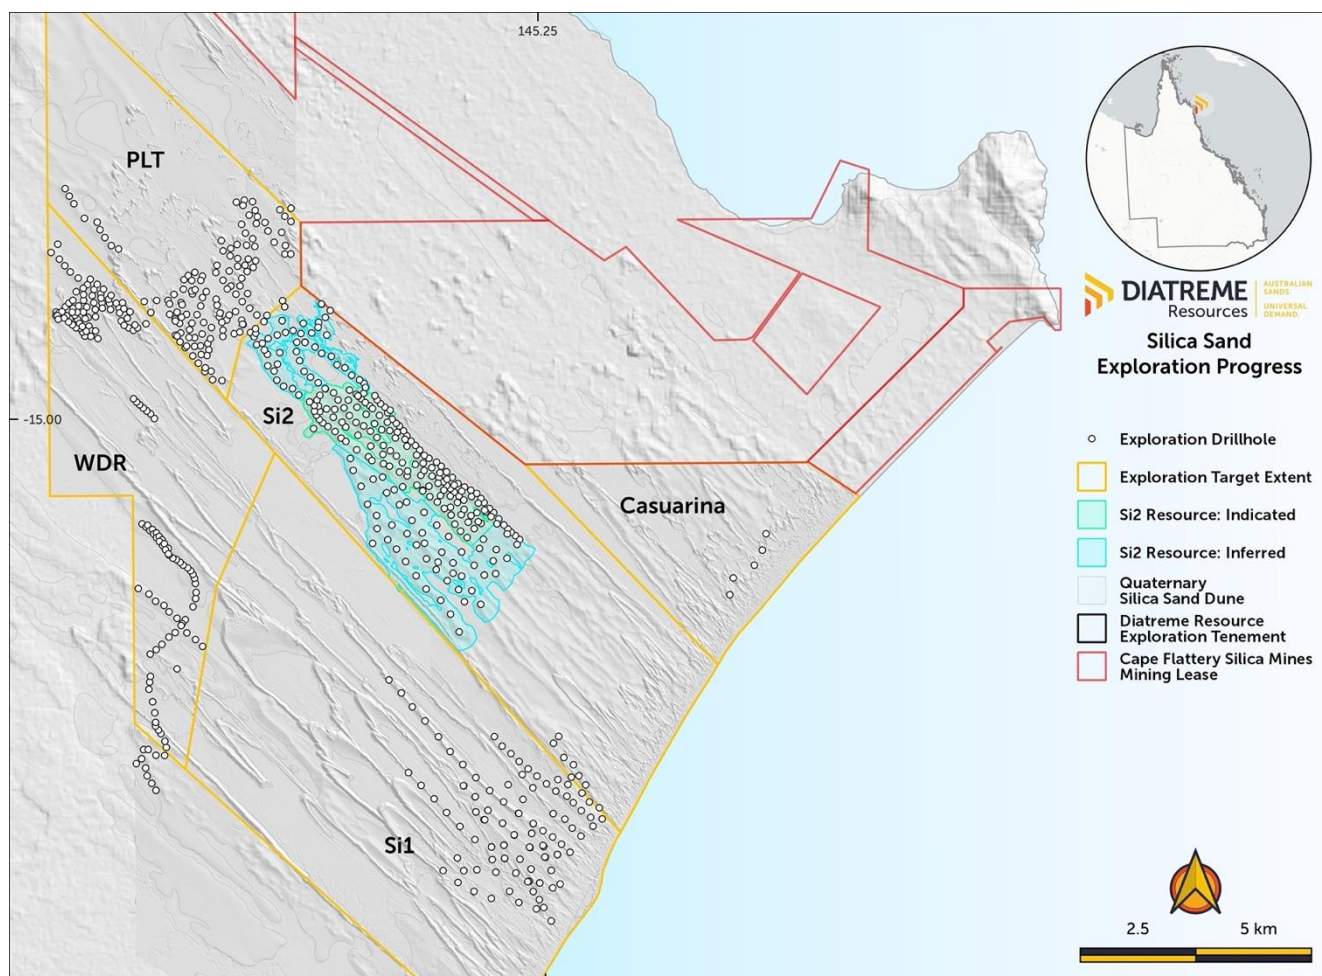 145.25
PLT
-15.00
Si2
WDR
Casuarina
Si1
DIATREME
Resources
AUSTRALIAN
SANDS.
UNIVERSAL
DEMAND.
Silica Sand
Exploration Progress
Exploration Drillhole
Exploration Target Extent
Si2 Resource: Indicated
Si2 Resource: Inferred
Quaternary
Silica Sand Dune
Diatreme Resource
Exploration Tenement
Cape Flattery Silica Mines
Mining Lease
2.5
5 km